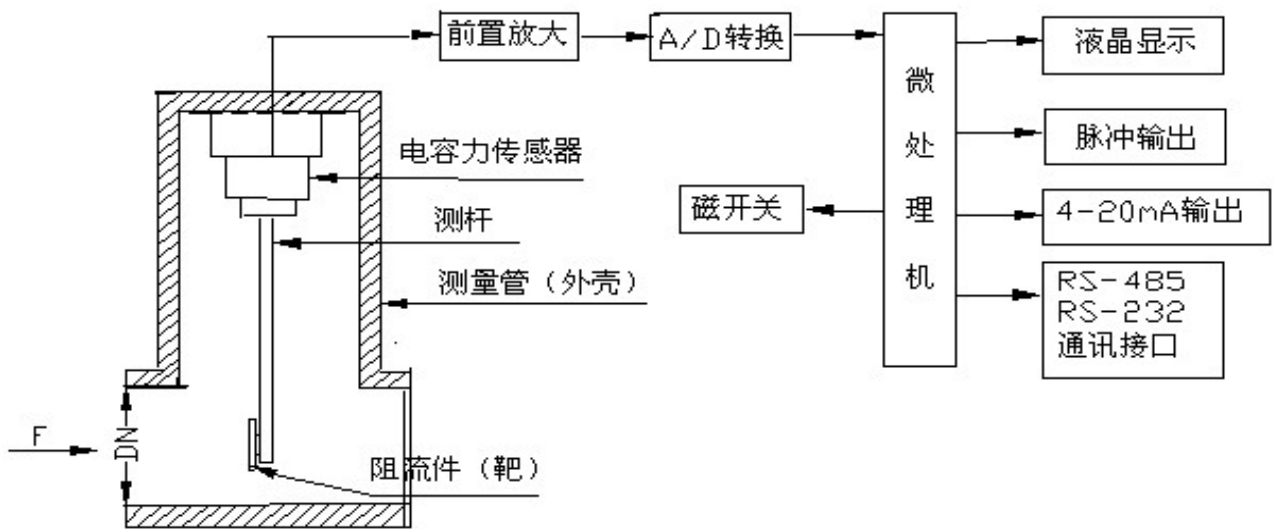 前置放大
A/D转换
微处理机
液晶显示
脉冲输出
4-20mA输出
RS-485
RS-232
通讯接口
磁开关
电容力传感器
测杆
测量管（外壳）
F
DN
阻流件（靶）